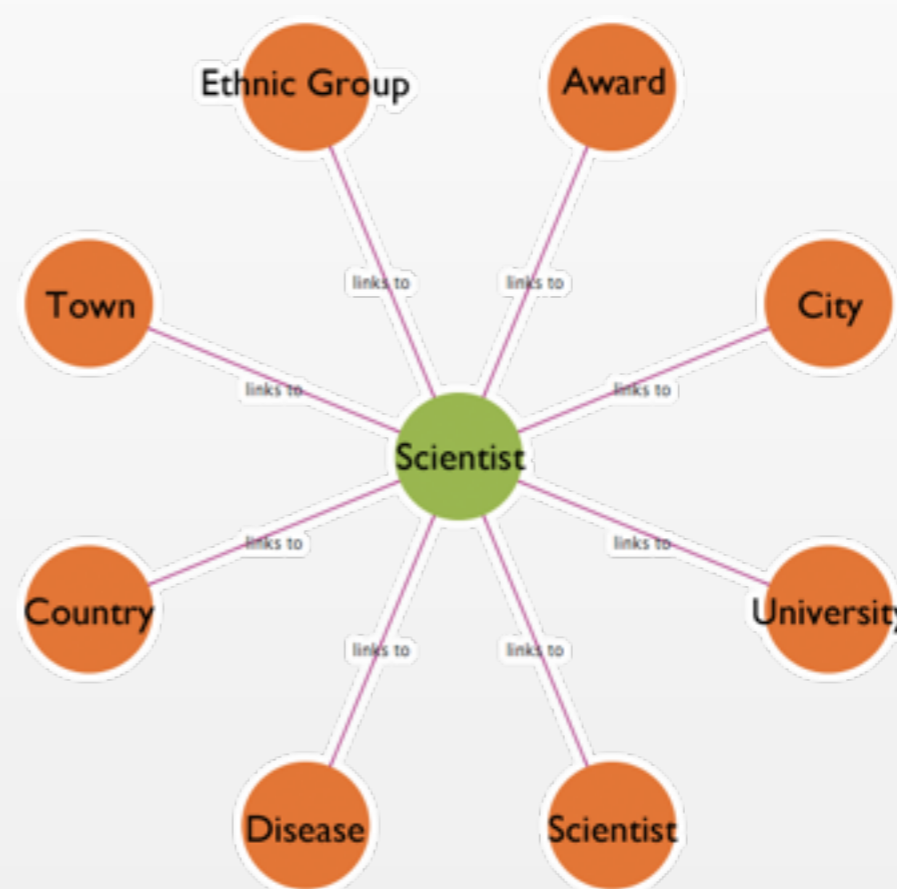 Ethnic Group
Award
links to
links to
Town
City
links to
links to
Scientist
links to
links to
Country
University
links to
links to
Disease
Scientist